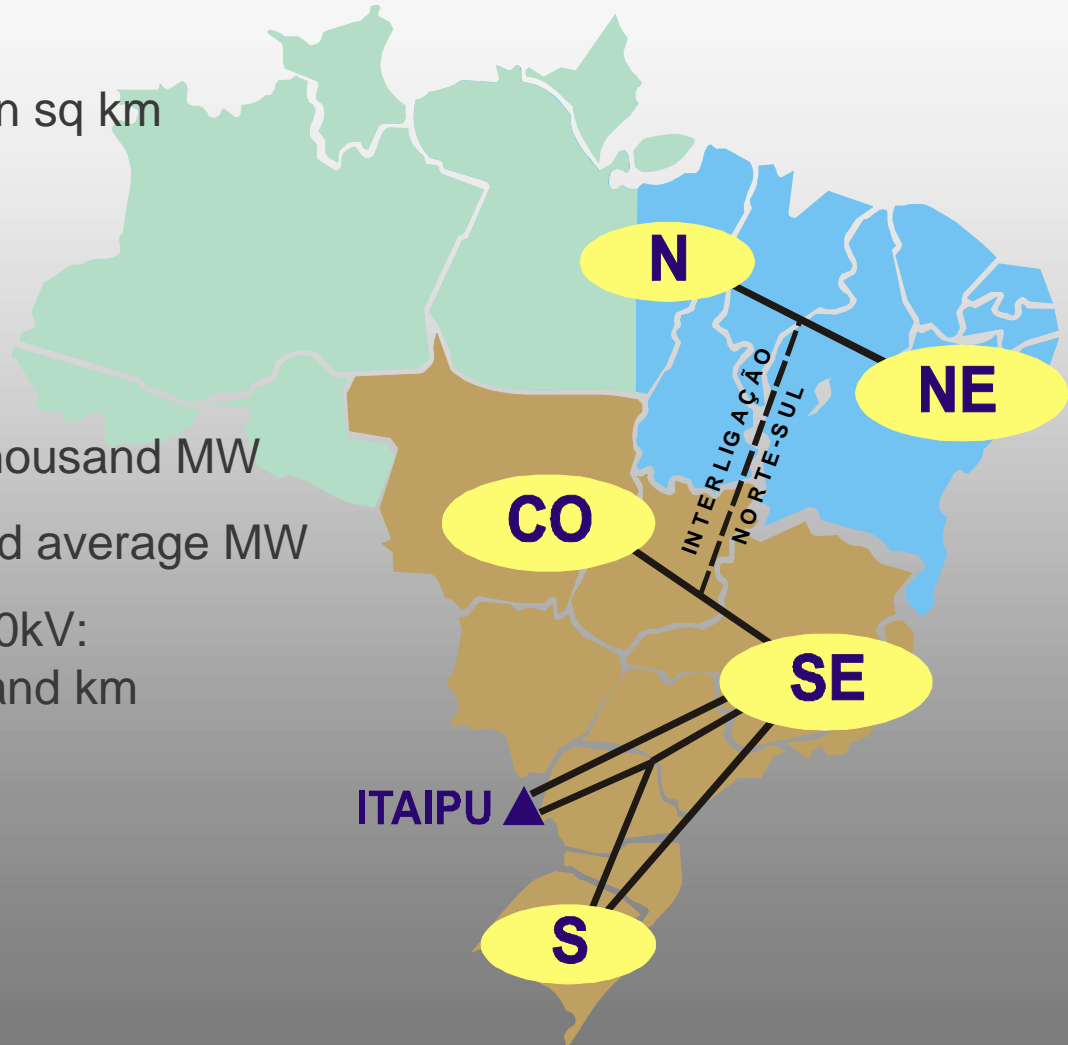 n sq km
N
NE
INTERLIGAÇÃO
NORTE-SUL
housand MW
CO
d average MW
0kV:
and km
SE
ITAIPU
S